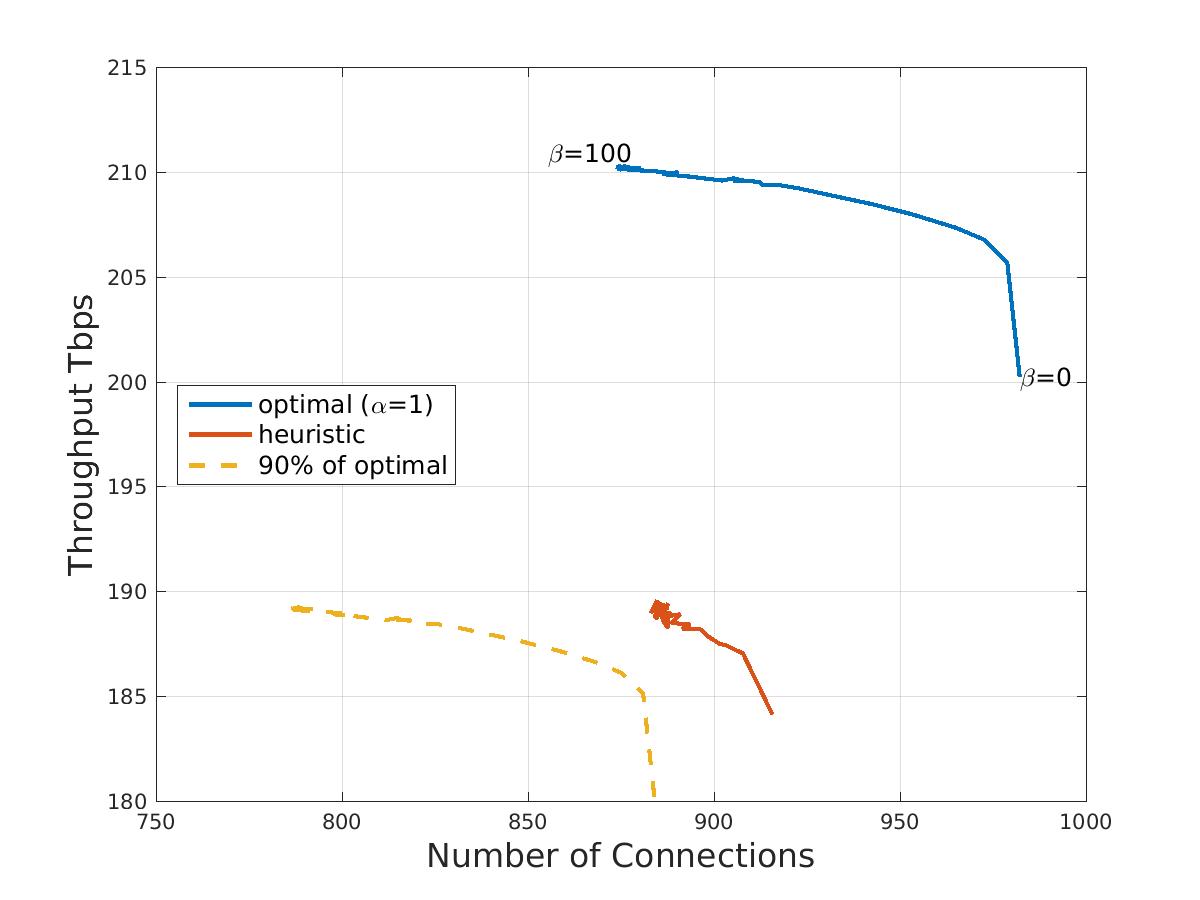 215
210
205
200
195
190
185
180
Throughput Tbps
β=100
β=0
optimal (α=1)
heuristic
90% of optimal
750
800
850
900
950
1000
Number of Connections